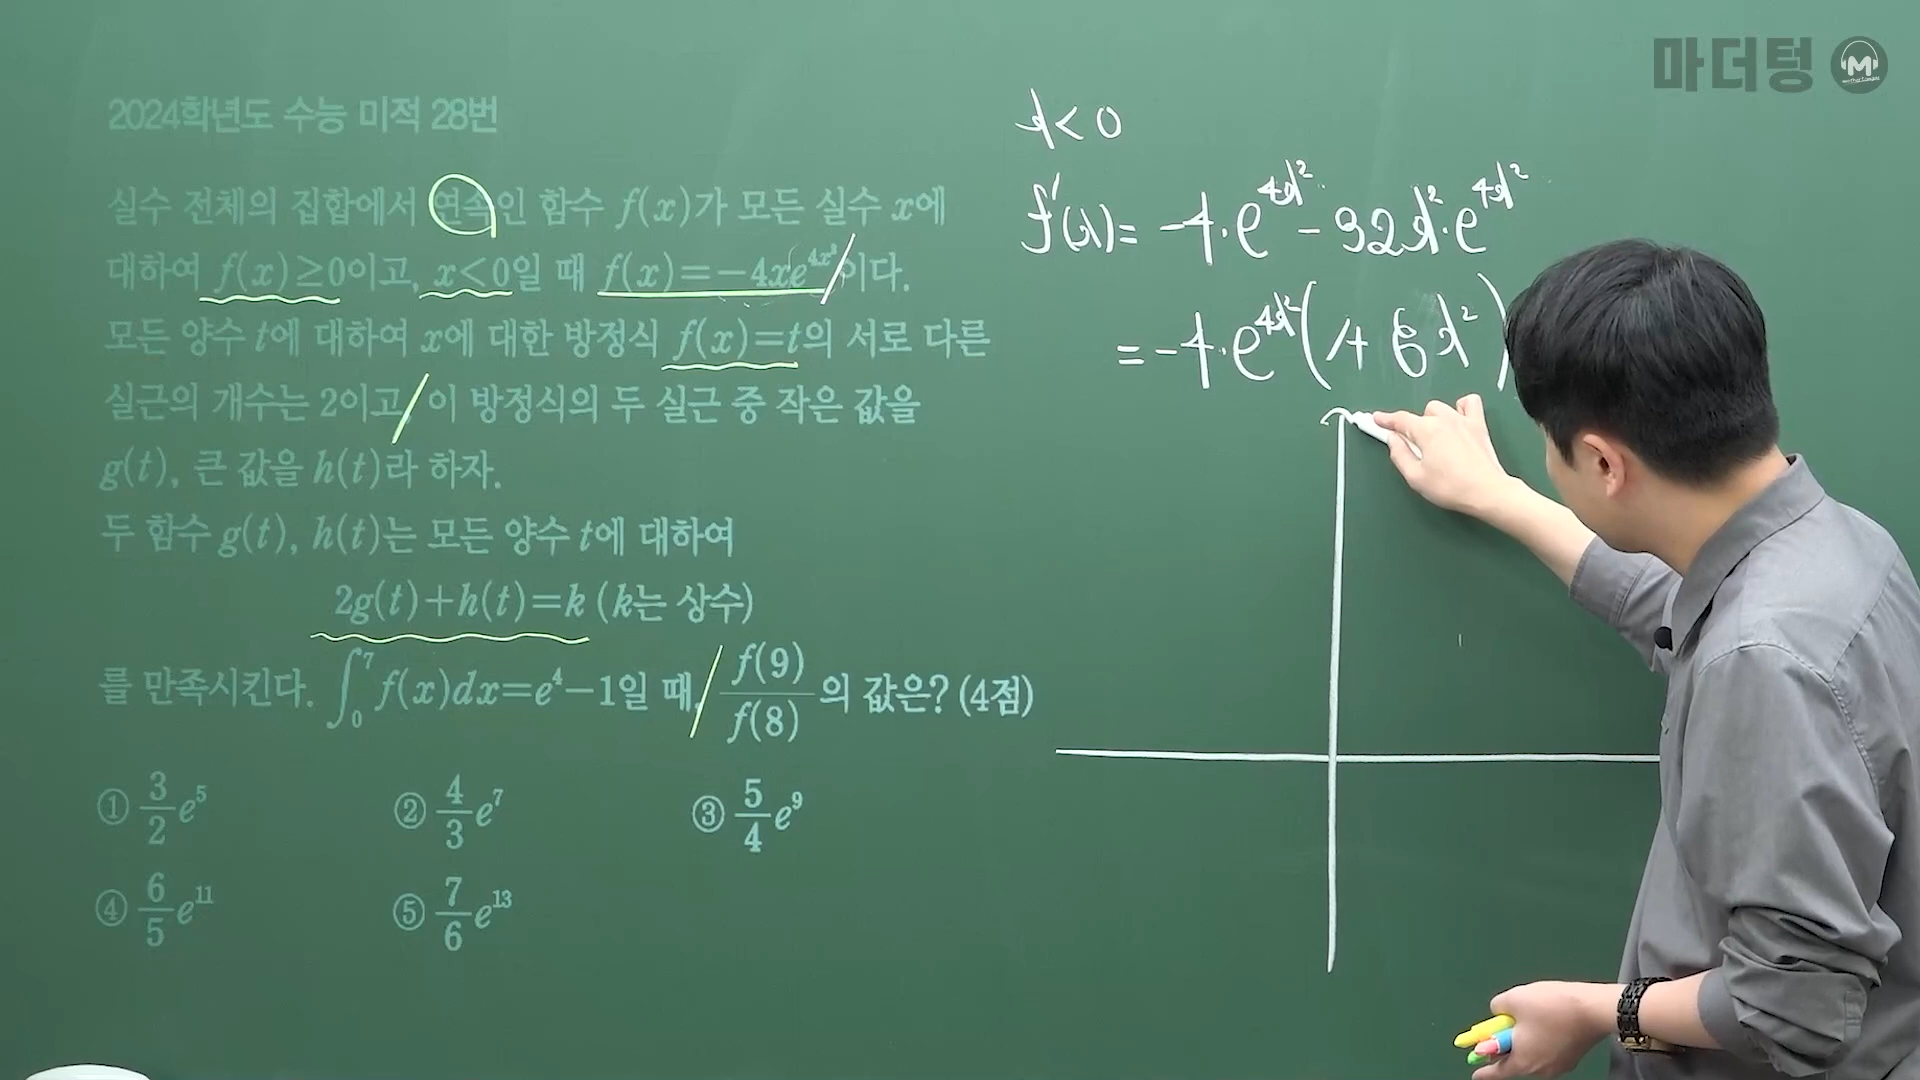 마더텅 M
2024학년도 수능 미적 28번
실수 전체의 집합에서 연속인 함수 f(x)가 모든 실수 x에
대하여 f(x)≥0이고, x<0일 때 f(x)=−4xe^{4x²}이다.
모든 양수 t에 대하여 x에 대한 방정식 f(x)=t의 서로 다른
실근의 개수는 2이고, 이 방정식의 두 실근 중 작은 값을
g(t), 큰 값을 h(t)라 하자.
두 함수 g(t), h(t)는 모든 양수 t에 대하여
2g(t)+h(t)=k (k는 상수)
를 만족시킨다. ∫₀⁷ f(x)dx=e⁴−1일 때, f(9)/f(8)의 값은? (4점)
① 3/2 e⁵ ② 4/3 e⁷ ③ 5/4 e⁹
④ 6/5 e¹¹ ⑤ 7/6 e¹³
x<0
f'(x)= −4·e^{4x²} − 32x²·e^{4x²}
= −4·e^{4x²}(1+8x²)